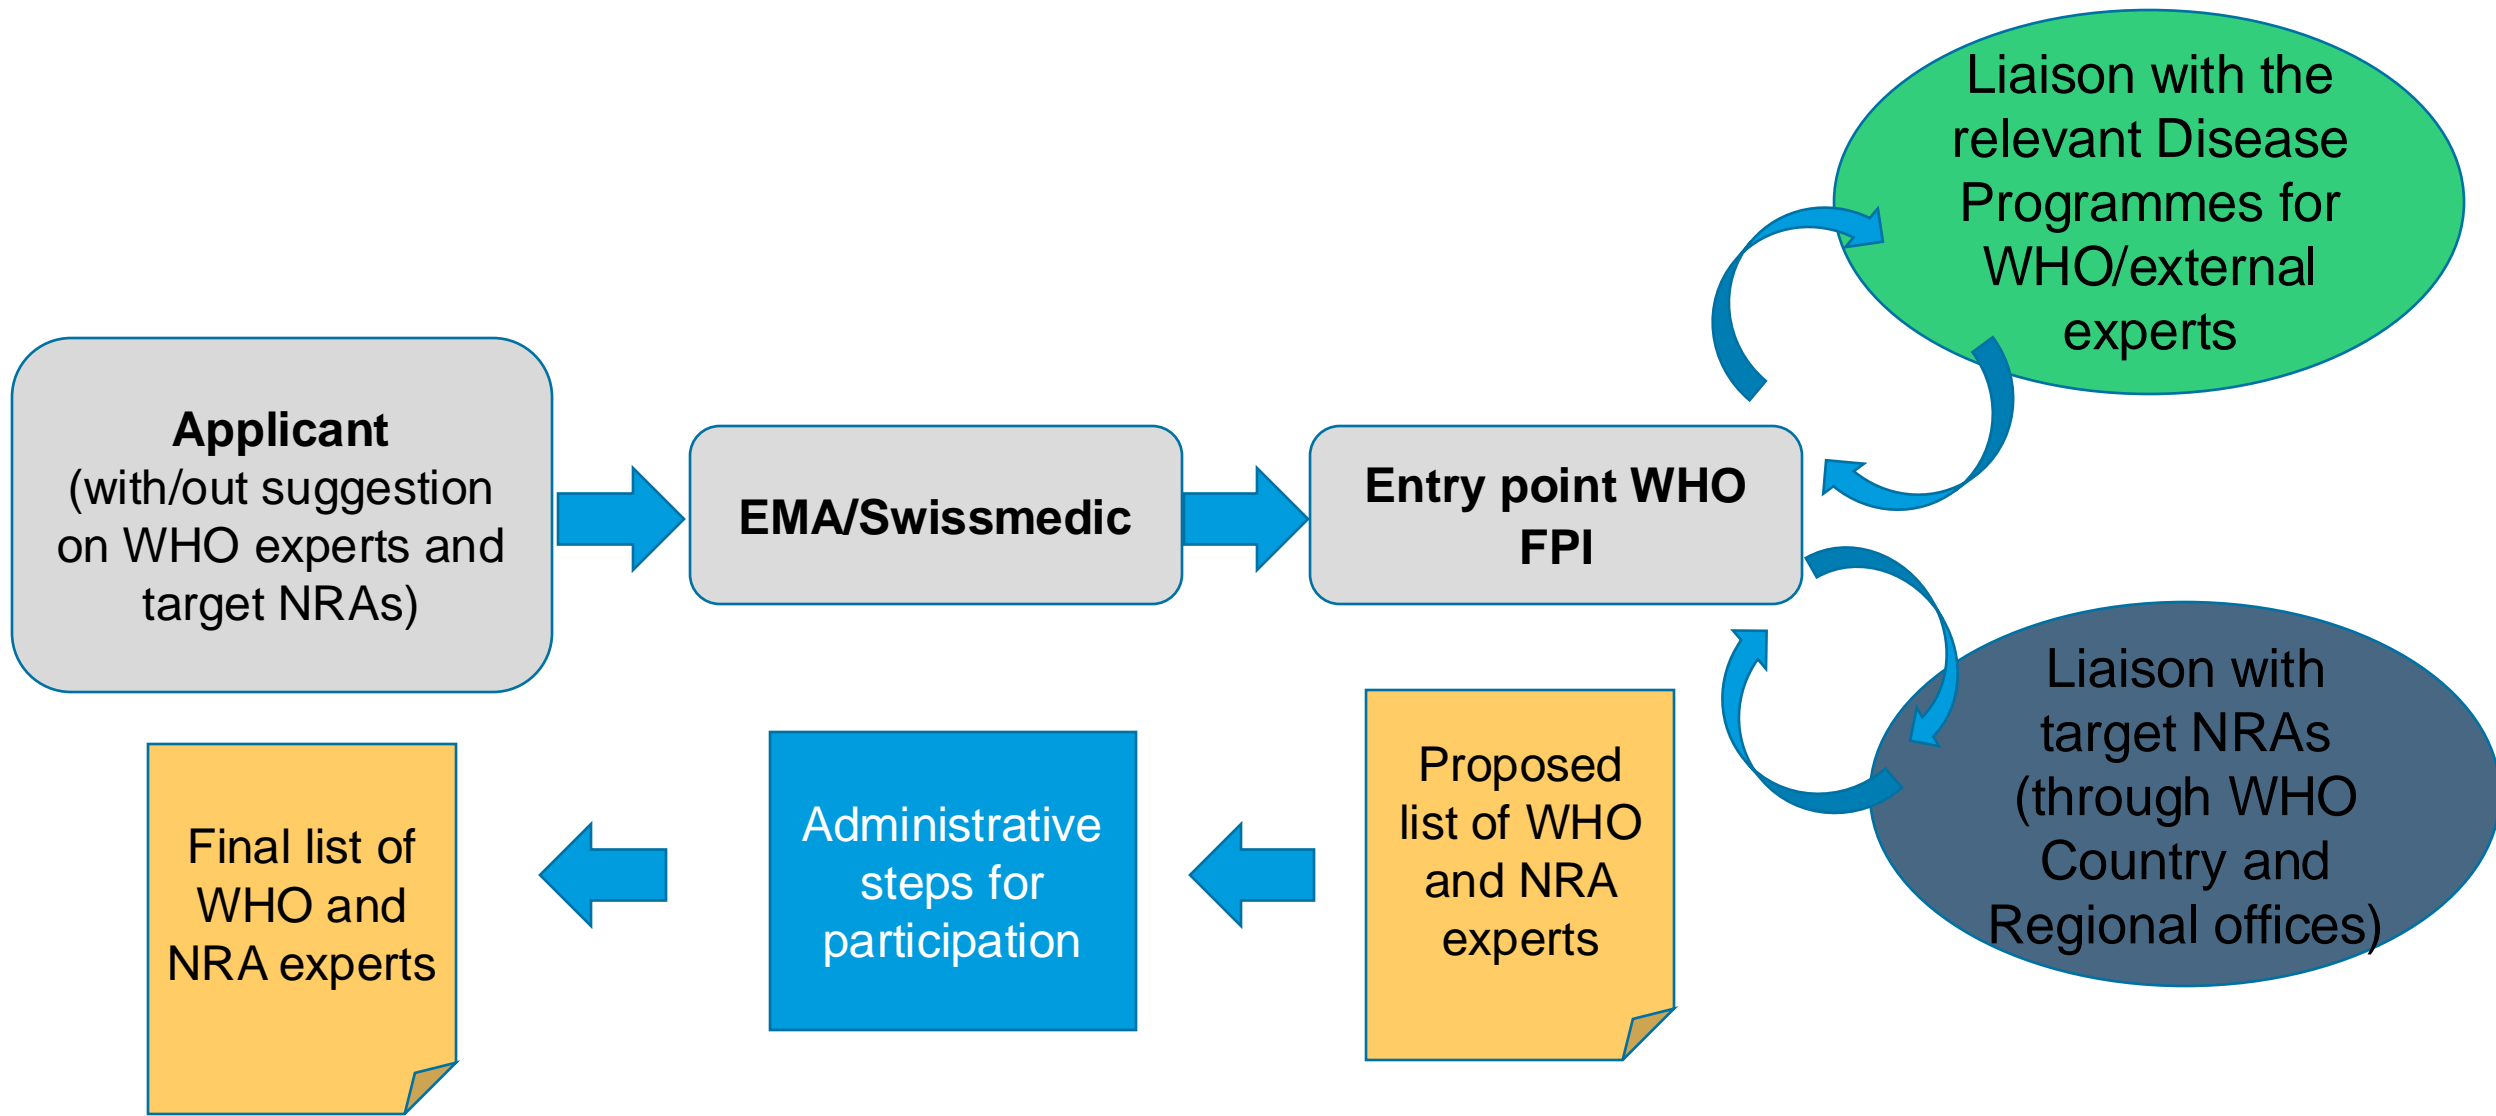 Applicant
(with/out suggestion
on WHO experts and
target NRAs)
EMA/Swissmedic
Entry point WHO
FPI
Liaison with the
relevant Disease
Programmes for
WHO/external
experts
Liaison with
target NRAs
(through WHO
Country and
Regional offices)
Proposed
list of WHO
and NRA
experts
Administrative
steps for
participation
Final list of
WHO and
NRA experts